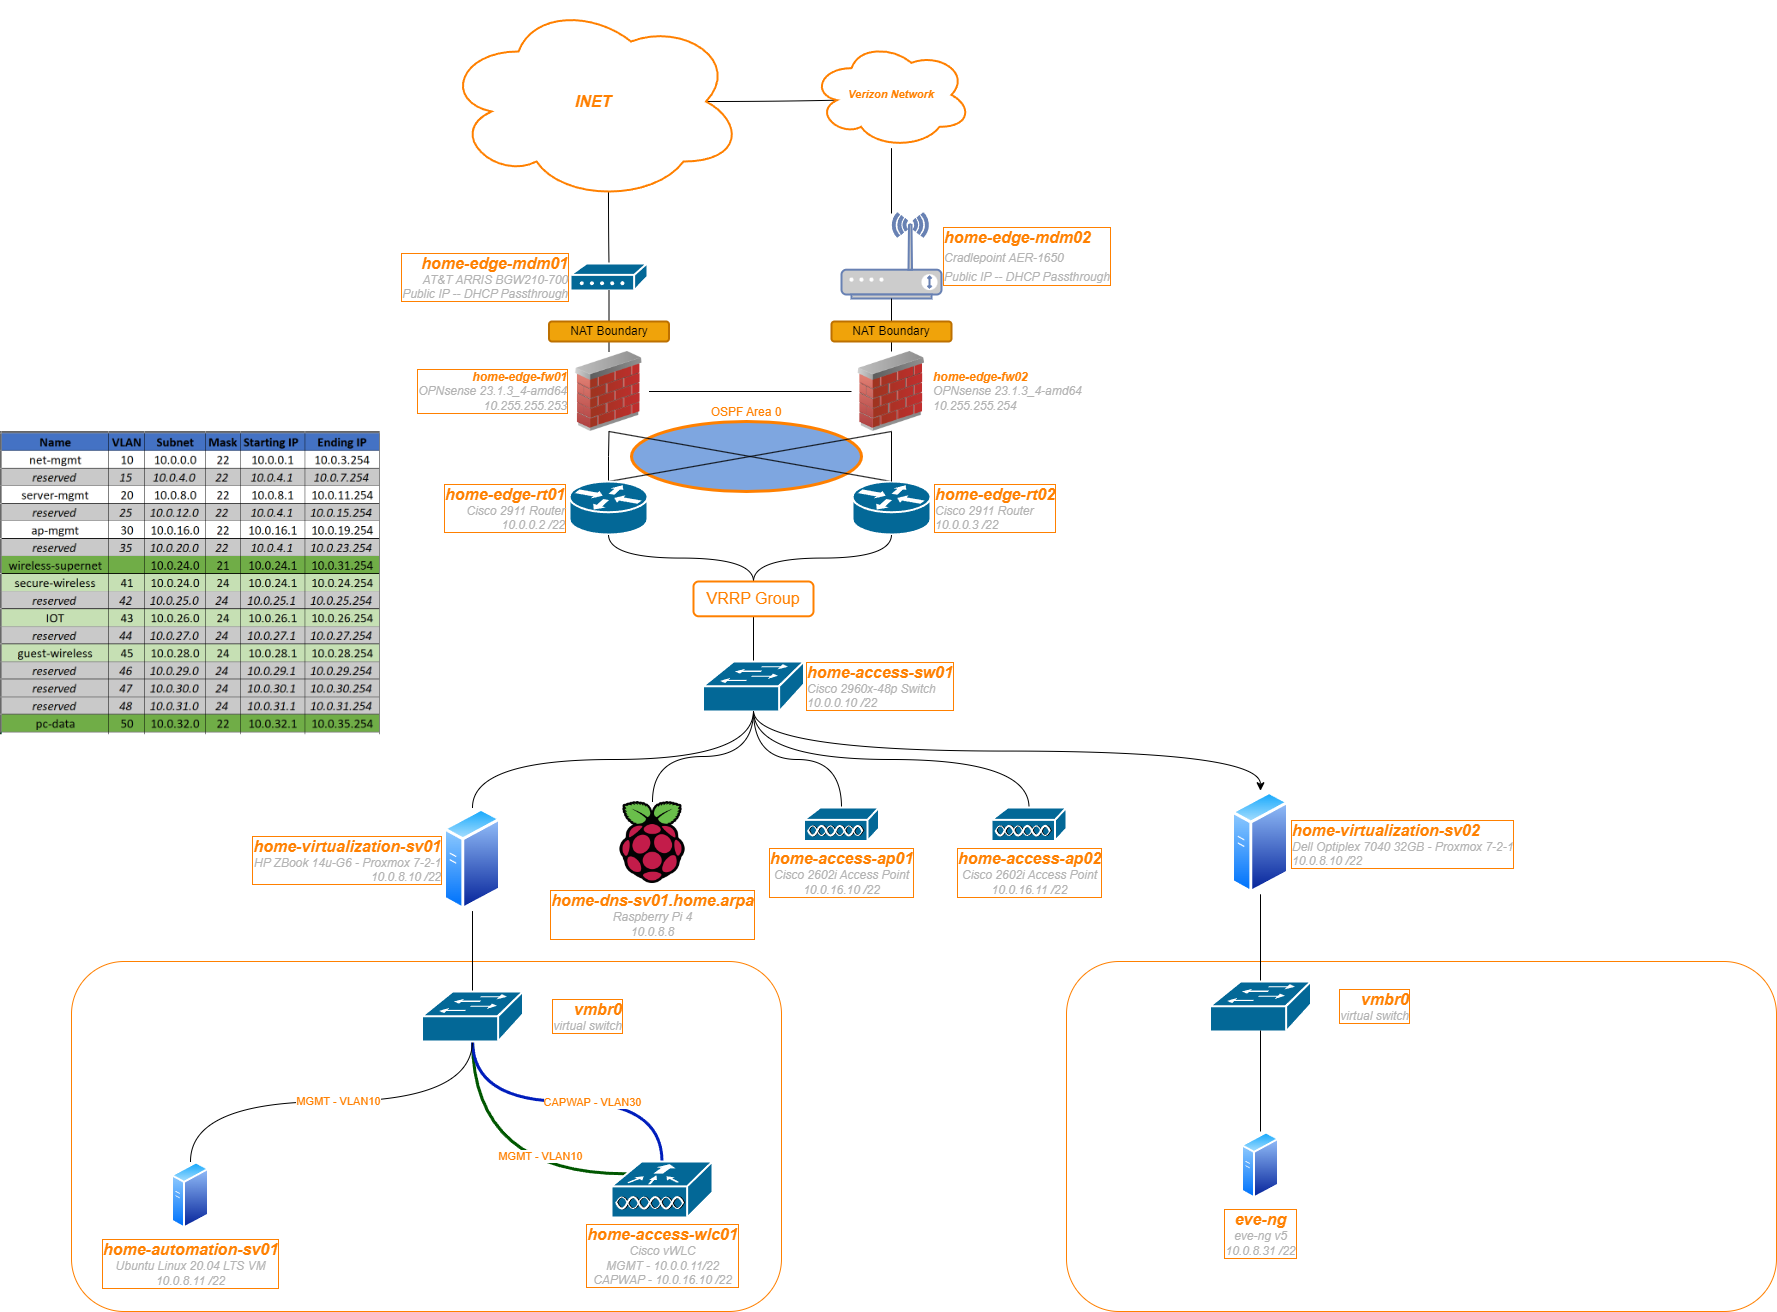 INET
Verizon Network
home-edge-mdm01
AT&T ARRIS BGW210-700
Public IP -- DHCP Passthrough
home-edge-mdm02
Cradlepoint AER-1650
Public IP -- DHCP Passthrough
NAT Boundary
NAT Boundary
home-edge-fw01
OPNsense 23.1.3_4-amd64
10.255.255.253
home-edge-fw02
OPNsense 23.1.3_4-amd64
10.255.255.254
OSPF Area 0
home-edge-rt01
Cisco 2911 Router
10.0.0.2 /22
home-edge-rt02
Cisco 2911 Router
10.0.0.3 /22
Name VLAN Subnet Mask Starting IP Ending IP
net-mgmt 10 10.0.0.0 22 10.0.0.1 10.0.3.254
reserved 15 10.0.4.0 22 10.0.4.1 10.0.7.254
server-mgmt 20 10.0.8.0 22 10.0.8.1 10.0.11.254
reserved 25 10.0.12.0 22 10.0.4.1 10.0.15.254
ap-mgmt 30 10.0.16.0 22 10.0.16.1 10.0.19.254
reserved 35 10.0.20.0 22 10.0.4.1 10.0.23.254
wireless-supernet 10.0.24.0 21 10.0.24.1 10.0.31.254
secure-wireless 41 10.0.24.0 24 10.0.24.1 10.0.24.254
reserved 42 10.0.25.0 24 10.0.25.1 10.0.25.254
IOT 43 10.0.26.0 24 10.0.26.1 10.0.26.254
reserved 44 10.0.27.0 24 10.0.27.1 10.0.27.254
guest-wireless 45 10.0.28.0 24 10.0.28.1 10.0.28.254
reserved 46 10.0.29.0 24 10.0.29.1 10.0.29.254
reserved 47 10.0.30.0 24 10.0.30.1 10.0.30.254
reserved 48 10.0.31.0 24 10.0.31.1 10.0.31.254
pc-data 50 10.0.32.0 22 10.0.32.1 10.0.35.254
VRRP Group
home-access-sw01
Cisco 2960x-48p Switch
10.0.0.10 /22
home-virtualization-sv01
HP ZBook 14u-G6 - Proxmox 7-2-1
10.0.8.10 /22
home-dns-sv01.home.arpa
Raspberry Pi 4
10.0.8.8
home-access-ap01
Cisco 2602i Access Point
10.0.16.10 /22
home-access-ap02
Cisco 2602i Access Point
10.0.16.11 /22
home-virtualization-sv02
Dell Optiplex 7040 32GB - Proxmox 7-2-1
10.0.8.10 /22
vmbr0
virtual switch
vmbr0
virtual switch
MGMT - VLAN10
CAPWAP - VLAN30
MGMT - VLAN10
home-automation-sv01
Ubuntu Linux 20.04 LTS VM
10.0.8.11 /22
home-access-wlc01
Cisco vWLC
MGMT - 10.0.0.11/22
CAPWAP - 10.0.16.10 /22
eve-ng
eve-ng v5
10.0.8.31 /22